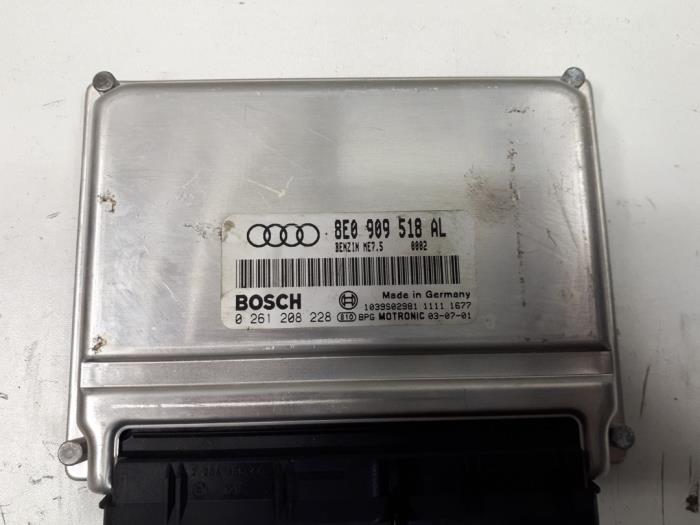 8E0 909 518 AL
BENZIN ME7.5 0002
BOSCH
Made in Germany
1039S02981 1111 1677
0 261 208 228 E10 BPG MOTRONIC 03-07-01